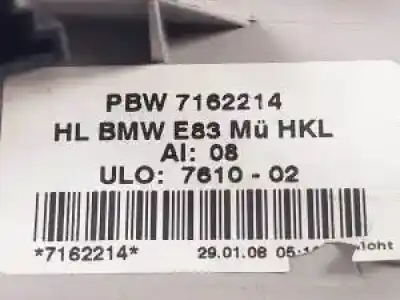 PBW 7162214
HL BMW E83 Mü HKL
AI: 08
ULO: 7610 - 02
*7162214* 29.01.08